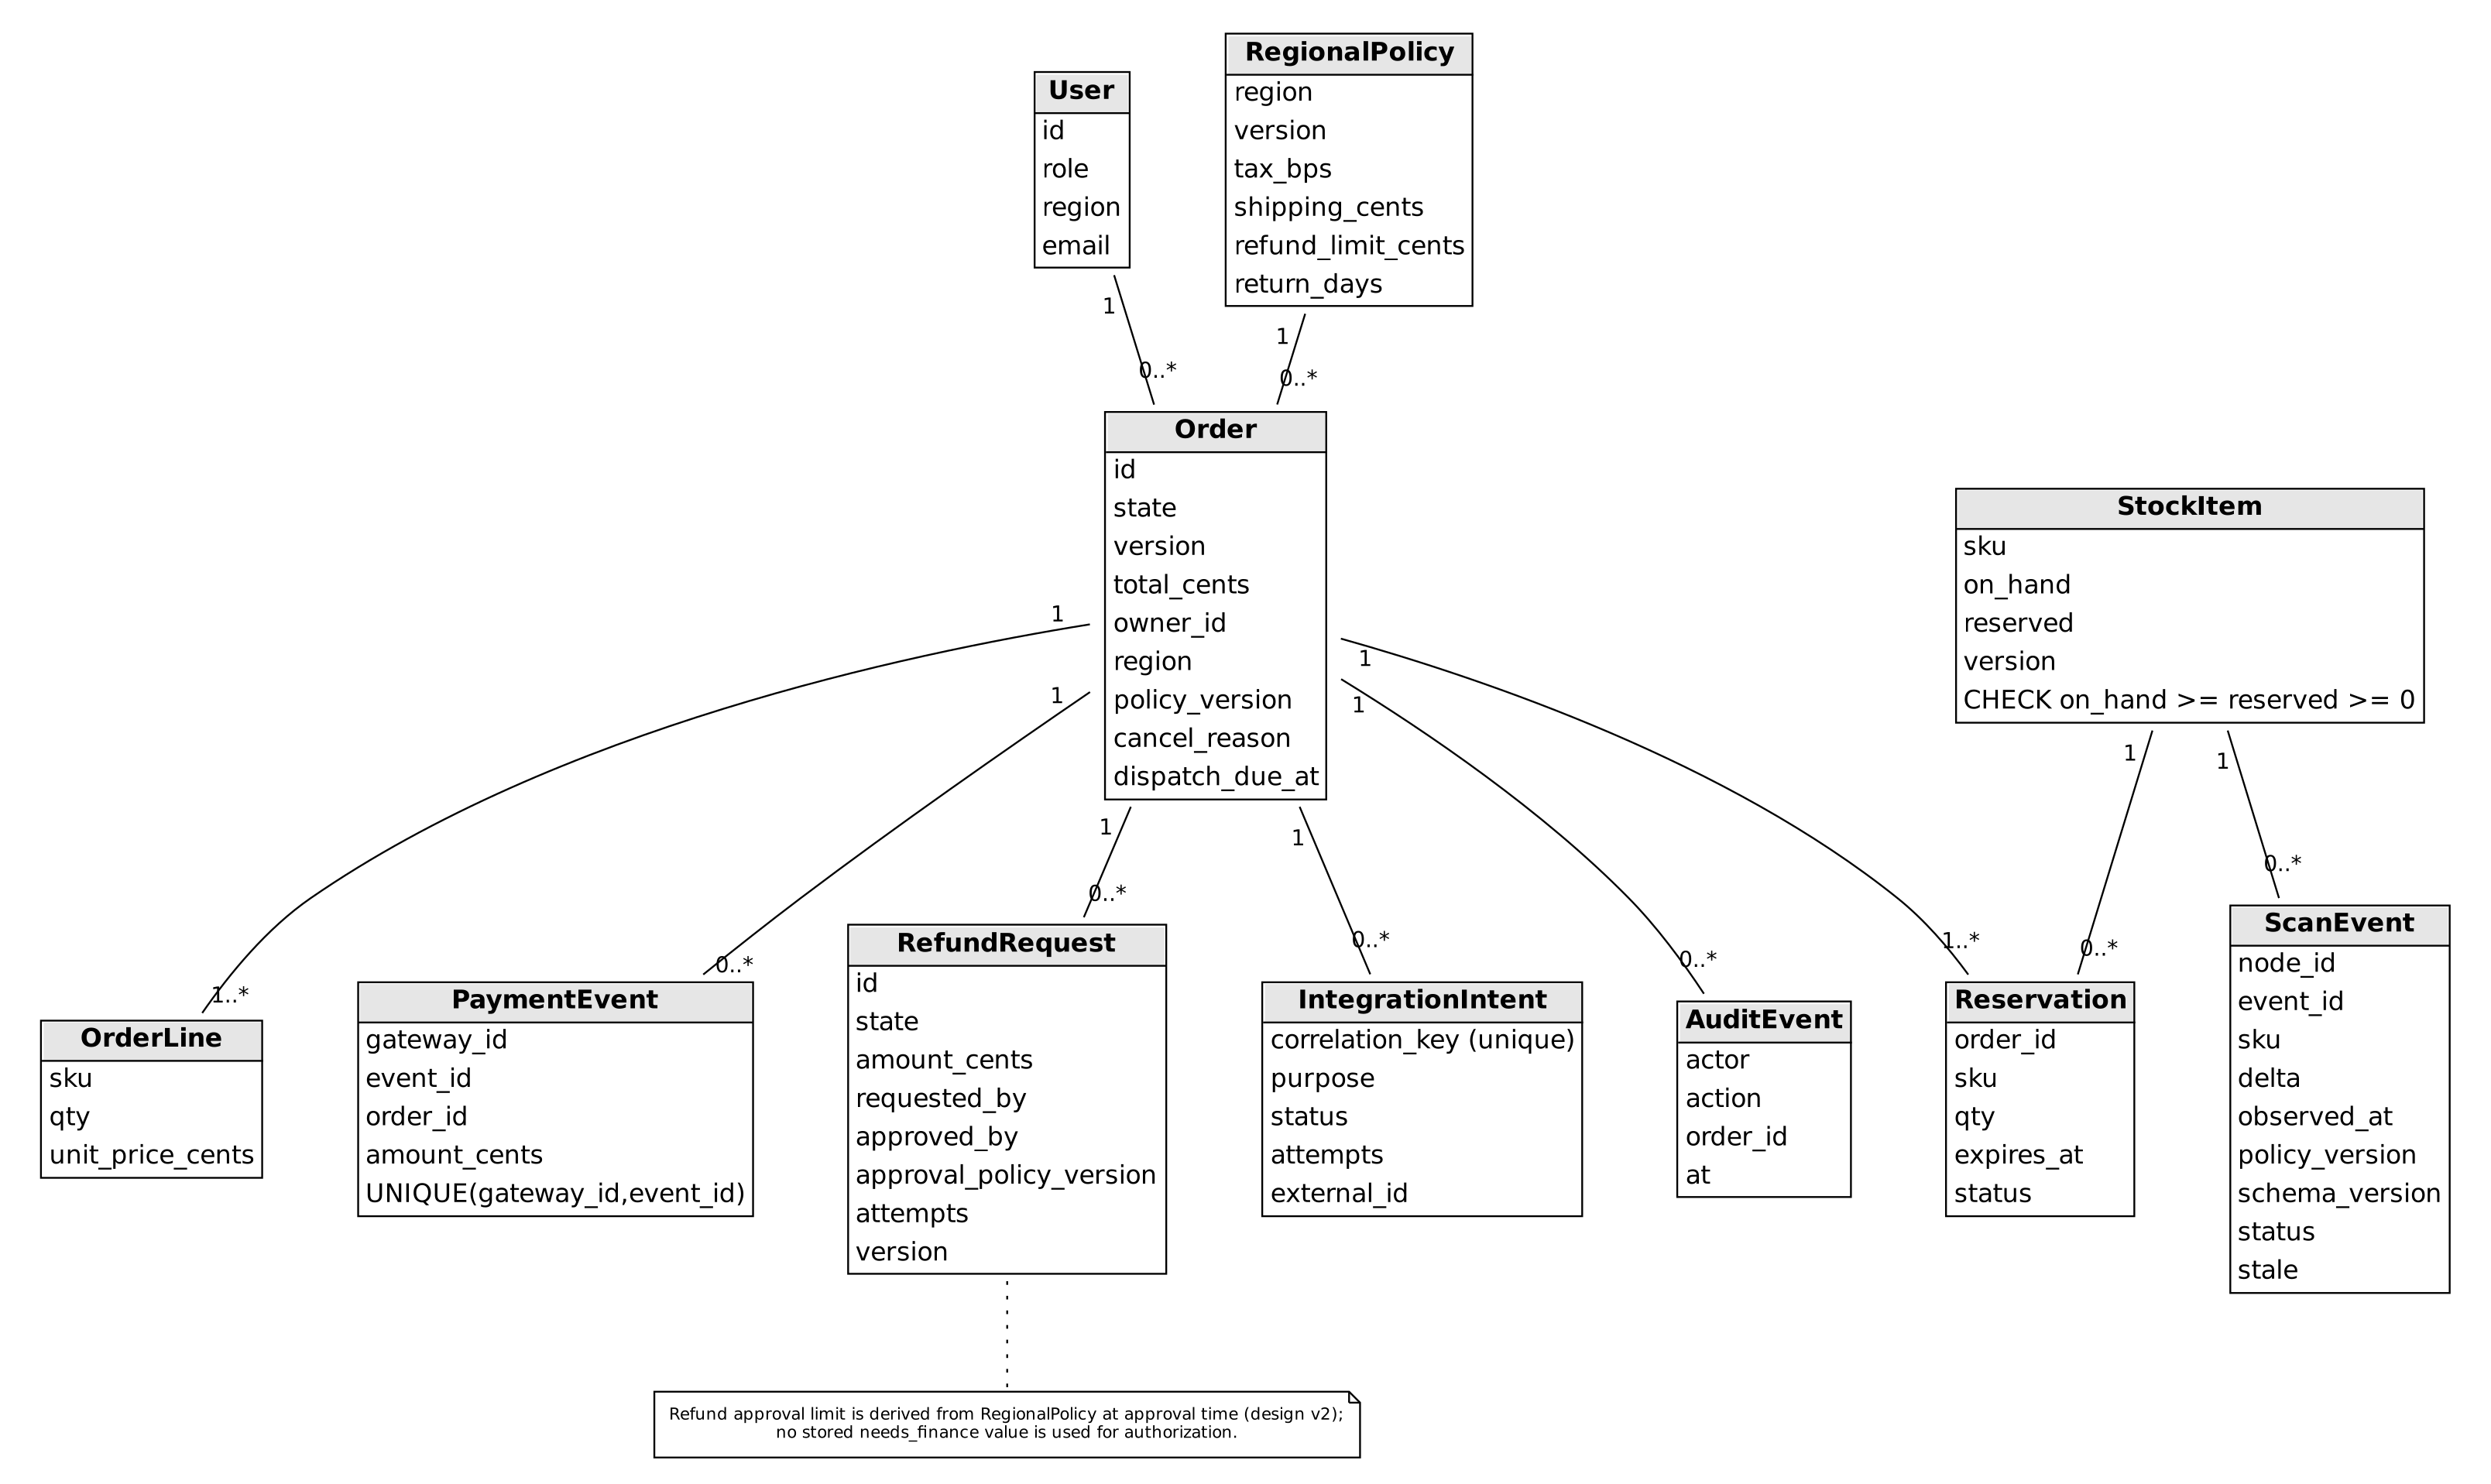 RegionalPolicy
region
version
tax_bps
shipping_cents
refund_limit_cents
return_days
User
id
role
region
email
1
0..*
1
0..*
Order
id
state
version
total_cents
owner_id
region
policy_version
cancel_reason
dispatch_due_at
StockItem
sku
on_hand
reserved
version
CHECK on_hand >= reserved >= 0
1
1
1
1
1
1
1
1
1..*
0..*
0..*
0..*
0..*
1..*
0..*
0..*
OrderLine
sku
qty
unit_price_cents
PaymentEvent
gateway_id
event_id
order_id
amount_cents
UNIQUE(gateway_id,event_id)
RefundRequest
id
state
amount_cents
requested_by
approved_by
approval_policy_version
attempts
version
IntegrationIntent
correlation_key (unique)
purpose
status
attempts
external_id
AuditEvent
actor
action
order_id
at
Reservation
order_id
sku
qty
expires_at
status
ScanEvent
node_id
event_id
sku
delta
observed_at
policy_version
schema_version
status
stale
Refund approval limit is derived from RegionalPolicy at approval time (design v2);
no stored needs_finance value is used for authorization.